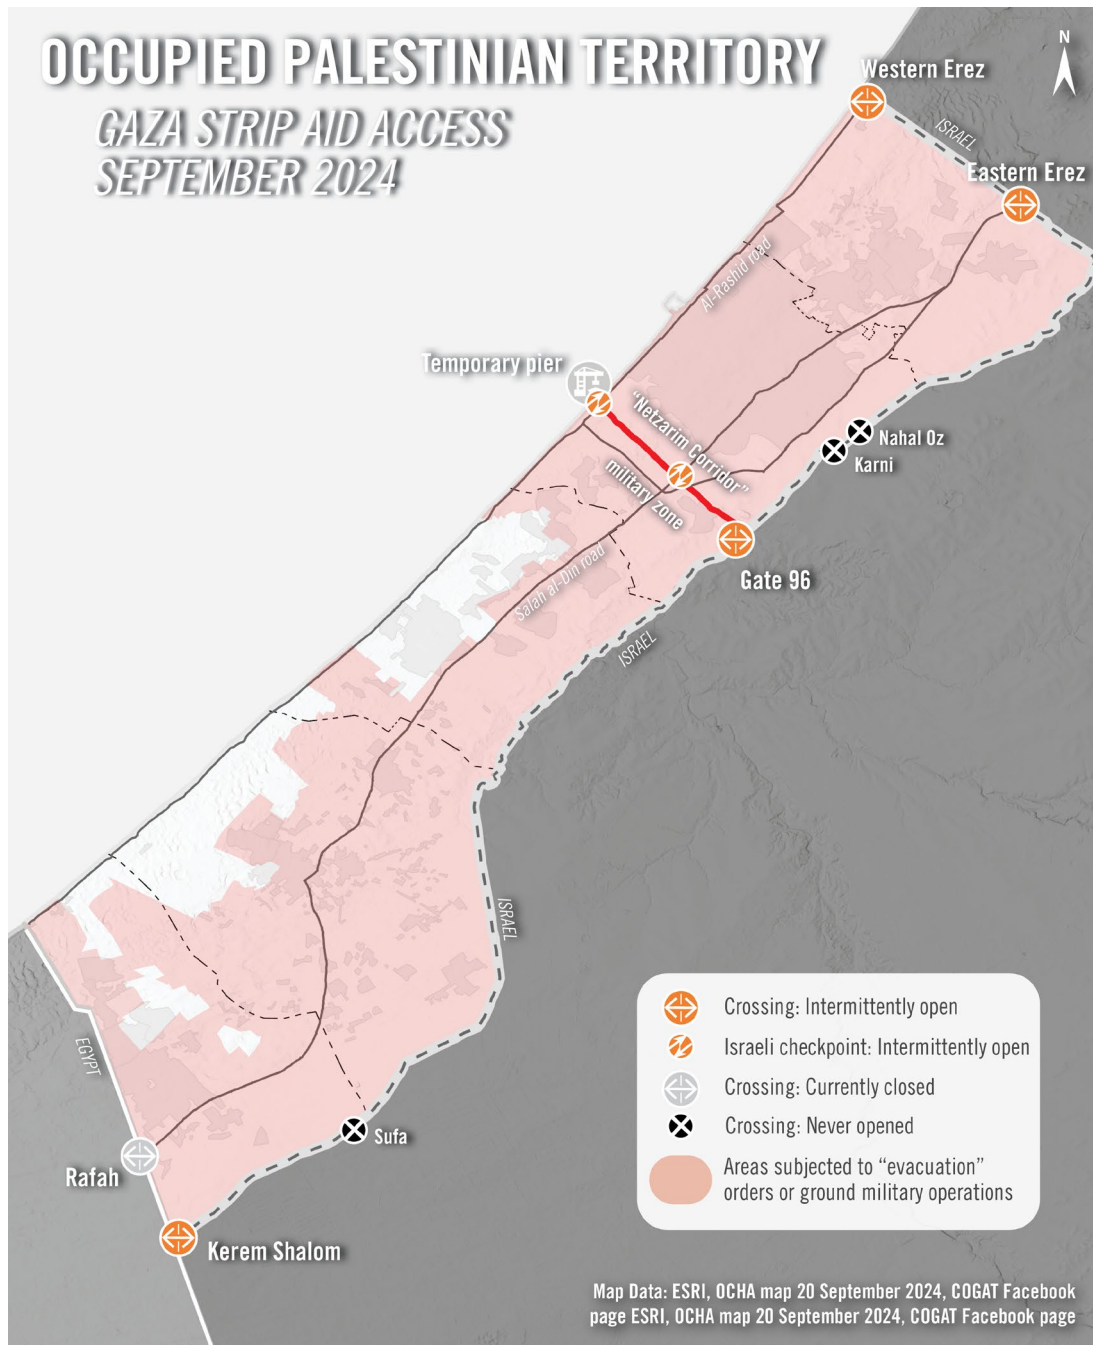 OCCUPIED PALESTINIAN TERRITORY
GAZA STRIP AID ACCESS
SEPTEMBER 2024
N
Western Erez
ISRAEL
Eastern Erez
Al-Rashid road
Temporary pier
"Netzarim Corridor"
military zone
Nahal Oz
Karni
Gate 96
Salah al-Din road
ISRAEL
ISRAEL
EGYPT
Sufa
Rafah
Kerem Shalom
Crossing: Intermittently open
Israeli checkpoint: Intermittently open
Crossing: Currently closed
Crossing: Never opened
Areas subjected to “evacuation”
orders or ground military operations
Map Data: ESRI, OCHA map 20 September 2024, COGAT Facebook
page ESRI, OCHA map 20 September 2024, COGAT Facebook page